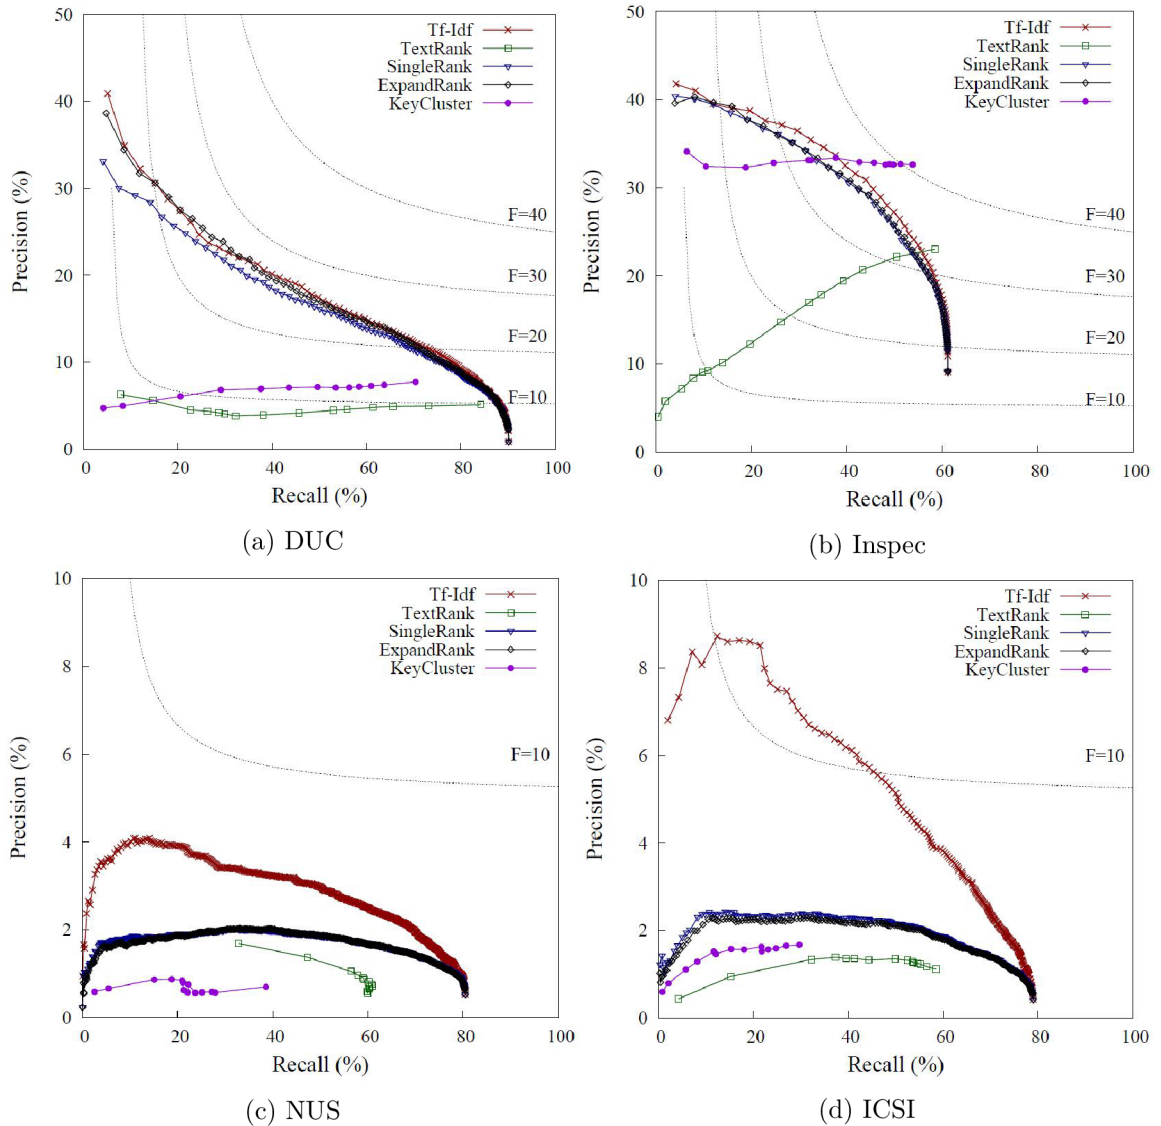 50
40
30
20
10
0
Precision (%)
Tf-Idf
TextRank
SingleRank
ExpandRank
KeyCluster
F=40
F=30
F=20
F=10
0 20 40 60 80 100
Recall (%)
(a) DUC
50
40
30
20
10
0
Precision (%)
Tf-Idf
TextRank
SingleRank
ExpandRank
KeyCluster
F=40
F=30
F=20
F=10
0 20 40 60 80 100
Recall (%)
(b) Inspec
10
8
6
4
2
0
Precision (%)
Tf-Idf
TextRank
SingleRank
ExpandRank
KeyCluster
F=10
0 20 40 60 80 100
Recall (%)
(c) NUS
10
8
6
4
2
0
Precision (%)
Tf-Idf
TextRank
SingleRank
ExpandRank
KeyCluster
F=10
0 20 40 60 80 100
Recall (%)
(d) ICSI